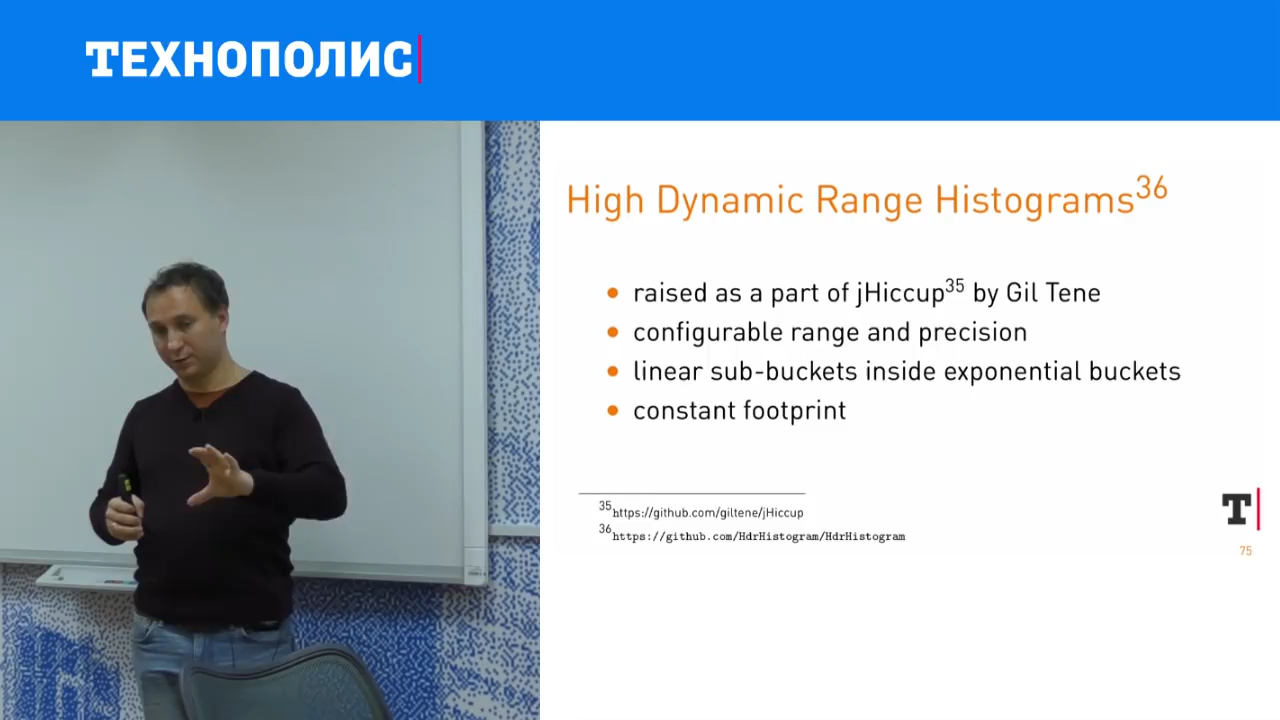 ТЕХНОПОЛИС
High Dynamic Range Histograms36
raised as a part of jHiccup35 by Gil Tene
configurable range and precision
linear sub-buckets inside exponential buckets
constant footprint
35https://github.com/giltene/jHiccup
36https://github.com/HdrHistogram/HdrHistogram
T
75